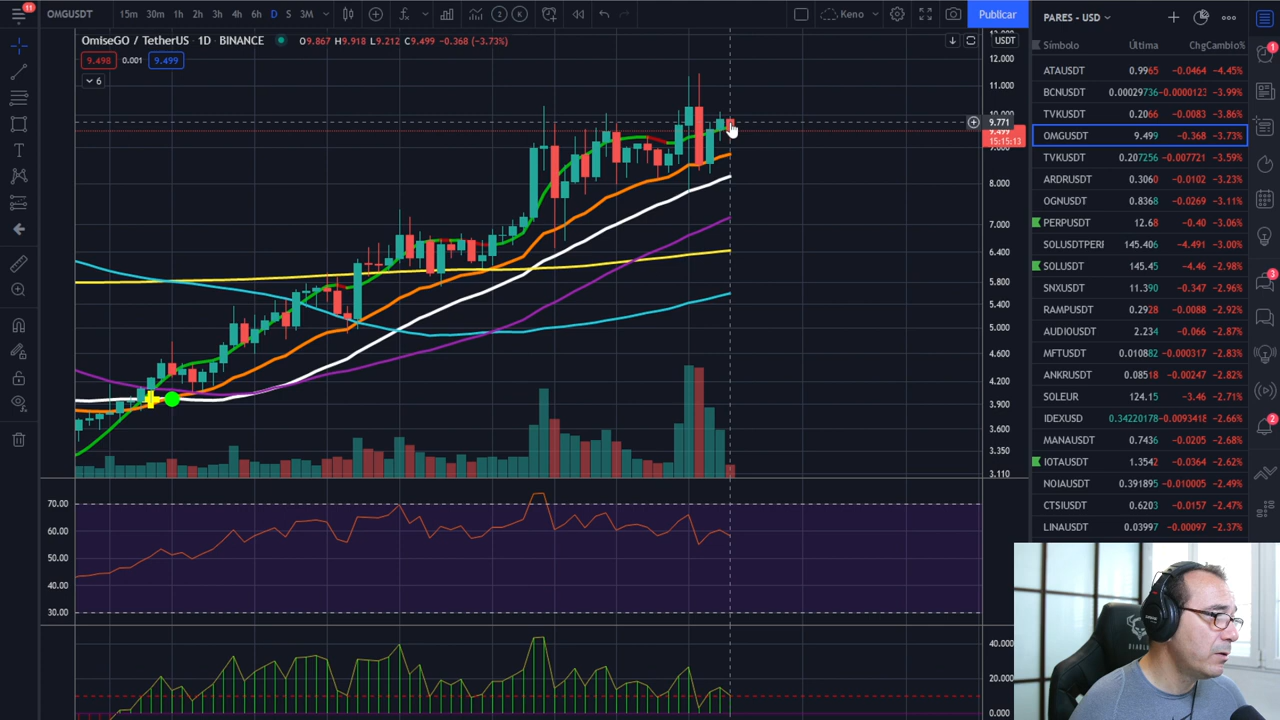 11
OMGUSDT
15m 30m 1h 2h 3h 4h 6h D S 3M
2 K
Keno
Publicar
PARES - USD
OmiseGO / TetherUS 1D BINANCE O9.867 H9.918 L9.212 C9.499 -0.368 (-3.73%)
USDT
9.498 0.001 9.499
6
12.000
11.000
9.771
9.499
15:15:13
8.000
7.000
6.400
5.800
5.400
5.000
4.600
4.200
3.900
3.600
3.350
3.110
70.00
60.00
50.00
40.00
30.00
40.000
20.000
0.000
Símbolo Última Chg Cambio%
ATAUSDT 0.9965 -0.0464 -4.45%
BCNUSDT 0.00029736 -0.0000123 -3.99%
TVKUSDT 0.2066 -0.0083 -3.86%
OMGUSDT 9.499 -0.368 -3.73%
TVKUSDT 0.207256 -0.007721 -3.59%
ARDRUSDT 0.3060 -0.0102 -3.23%
OGNUSDT 0.8368 -0.0269 -3.11%
PERPUSDT 12.68 -0.40 -3.06%
SOLUSDTPERI 145.406 -4.491 -3.00%
SOLUSDT 145.45 -4.46 -2.98%
SNXUSDT 11.390 -0.347 -2.96%
RAMPUSDT 0.2928 -0.0088 -2.92%
AUDIOUSDT 2.234 -0.066 -2.87%
MFTUSDT 0.010882 -0.000317 -2.83%
ANKRUSDT 0.08518 -0.00247 -2.82%
SOLEUR 124.15 -3.46 -2.71%
IDEXUSD 0.34220178 -0.0093418 -2.66%
MANAUSDT 0.7436 -0.0205 -2.68%
IOTAUSDT 1.3542 -0.0364 -2.62%
NOIAUSDT 0.391895 -0.010005 -2.49%
CTSIUSDT 0.6203 -0.0157 -2.47%
LINAUSDT 0.03997 -0.00097 -2.37%
1
3
2